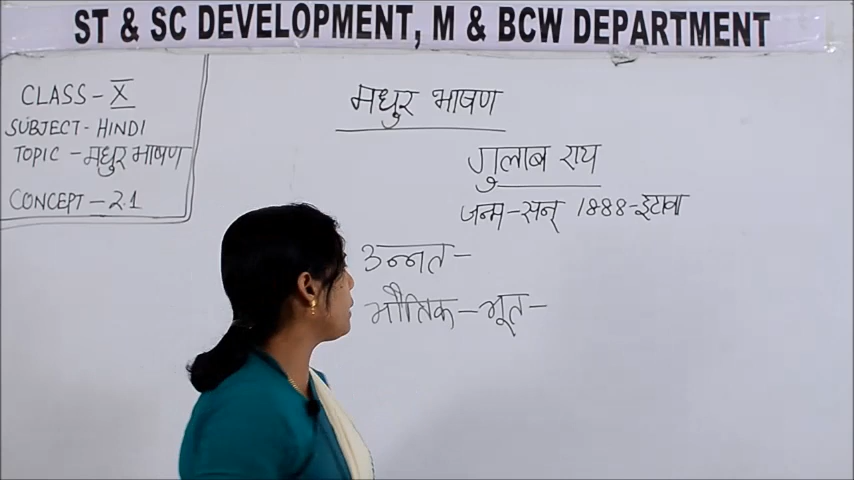 ST & SC DEVELOPMENT, M & BCW DEPARTMENT
CLASS - X
SUBJECT - HINDI
TOPIC - मधुर भाषण
CONCEPT - 2.1
मधुर भाषण
गुलाब राय
जन्म - सन् 1888 - इटावा
उन्नत -
भौतिक - भूत -